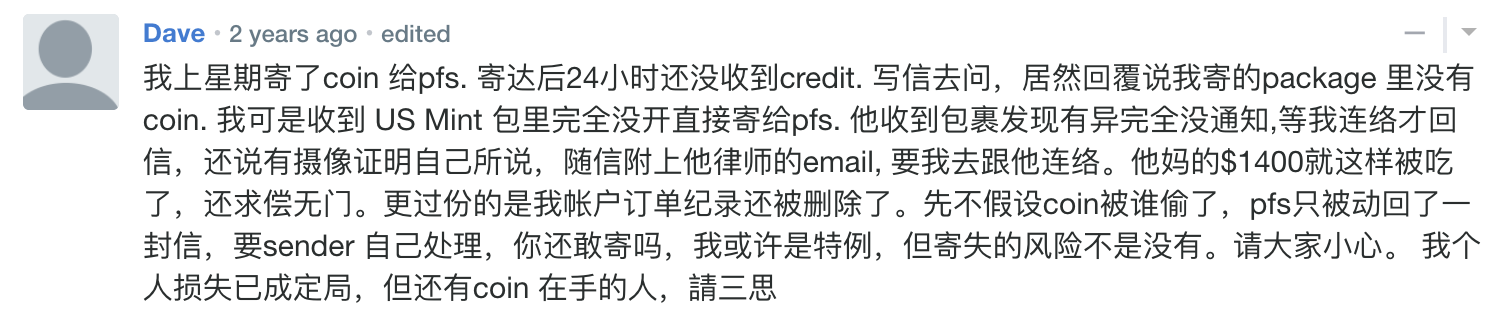 Dave • 2 years ago • edited
我上星期寄了coin 给pfs. 寄达后24小时还没收到credit. 写信去问，居然回覆说我寄的package 里没有
coin. 我可是收到 US Mint 包里完全没开直接寄给pfs. 他收到包裹发现有异完全没通知,等我连络才回
信，还说有摄像证明自己所说，随信附上他律师的email, 要我去跟他连络。他妈的$1400就这样被吃
了，还求偿无门。更过份的是我帐户订单纪录还被删除了。先不假设coin被谁偷了，pfs只被动回了一
封信，要sender 自己处理，你还敢寄吗，我或许是特例，但寄失的风险不是没有。请大家小心。 我个
人损失已成定局，但还有coin 在手的人，請三思